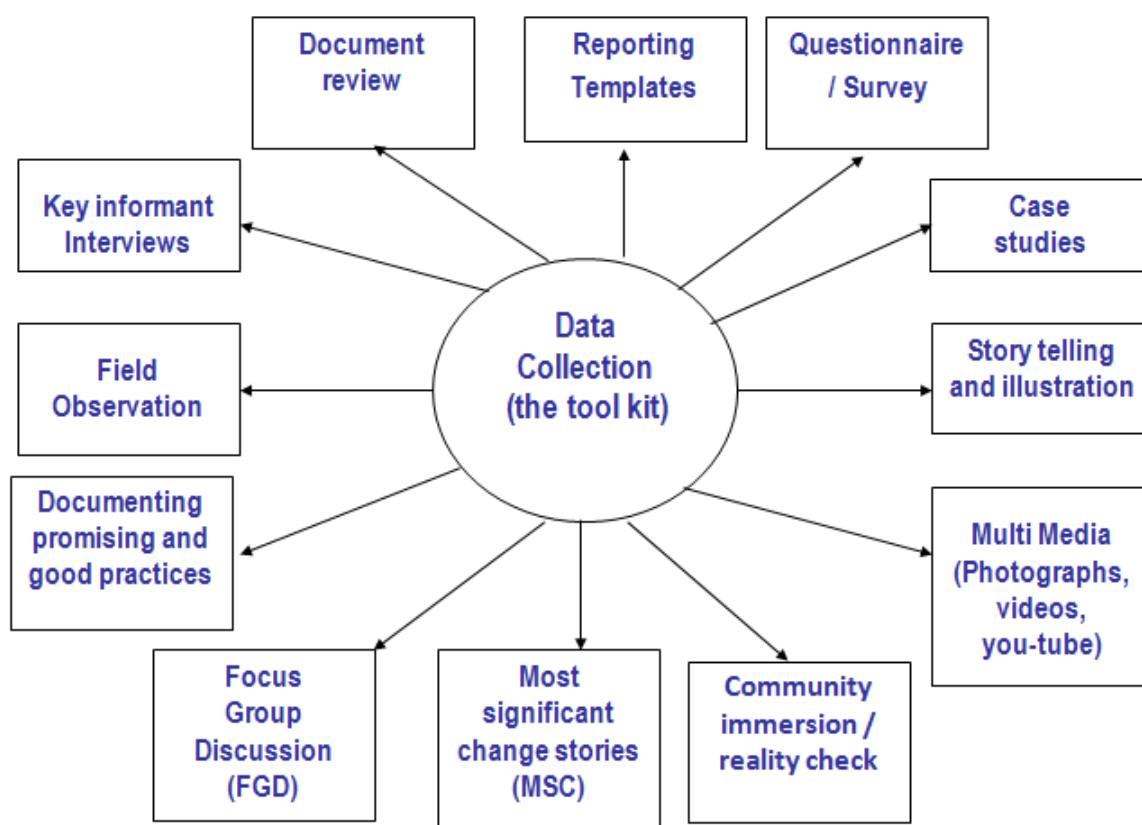 Document
review
Reporting
Templates
Questionnaire
/ Survey
Key informant
Interviews
Case
studies
Data
Collection
(the tool kit)
Field
Observation
Story telling
and illustration
Documenting
promising and
good practices
Multi Media
(Photographs,
videos,
you-tube)
Focus
Group
Discussion
(FGD)
Most
significant
change stories
(MSC)
Community
immersion /
reality check